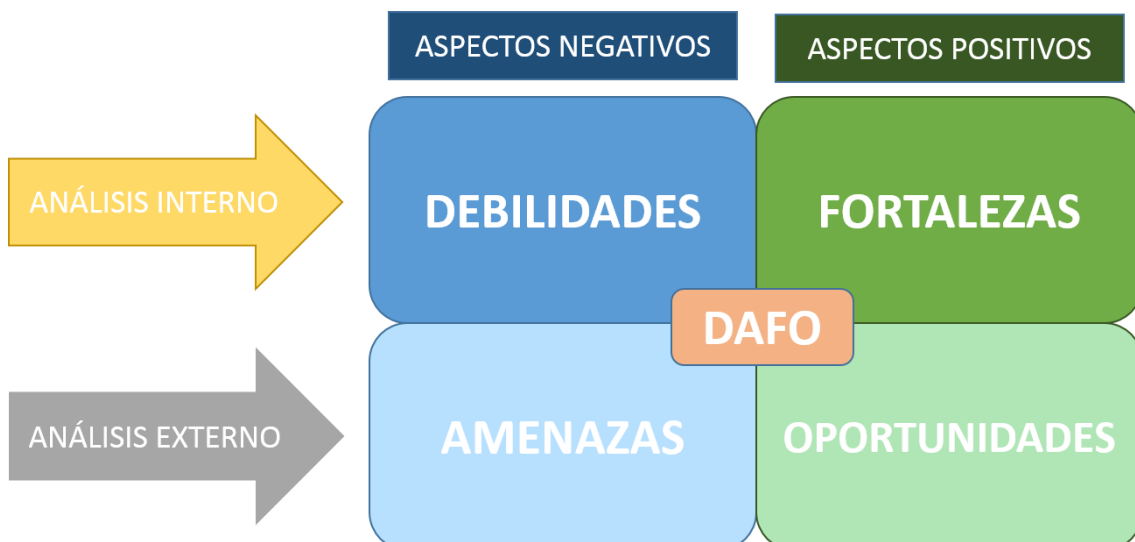 ASPECTOS NEGATIVOS
ASPECTOS POSITIVOS
ANÁLISIS INTERNO
DEBILIDADES
FORTALEZAS
DAFO
ANÁLISIS EXTERNO
AMENAZAS
OPORTUNIDADES